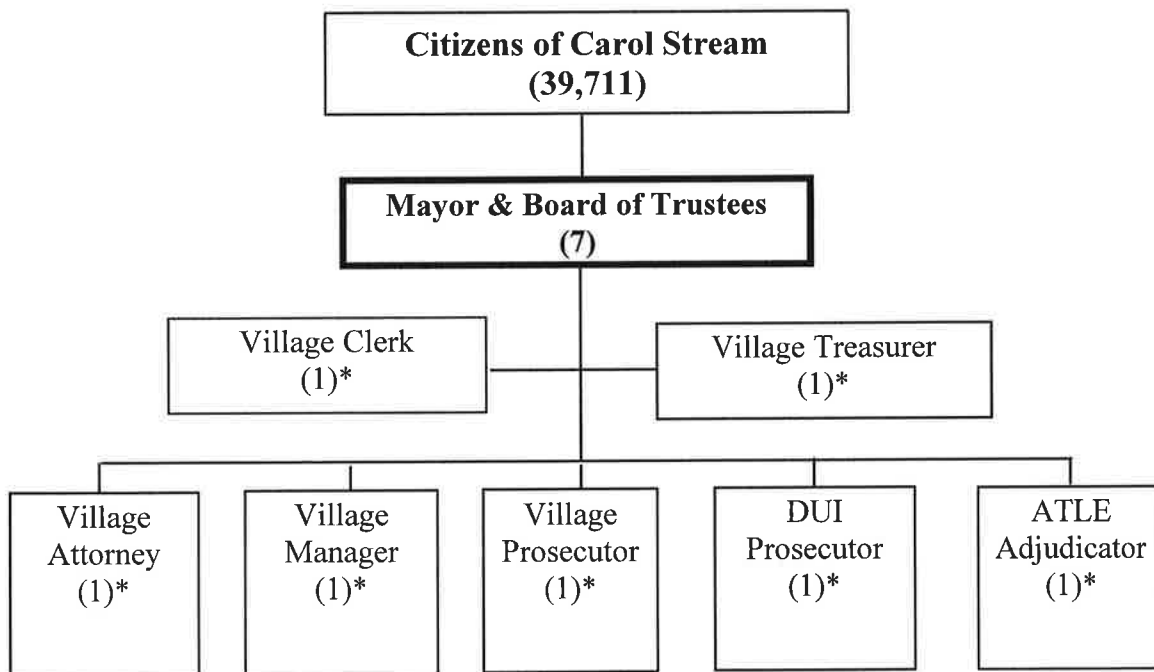 Citizens of Carol Stream
(39,711)
Mayor & Board of Trustees
(7)
Village Clerk
(1)*
Village Treasurer
(1)*
Village
Attorney
(1)*
Village
Manager
(1)*
Village
Prosecutor
(1)*
DUI
Prosecutor
(1)*
ATLE
Adjudicator
(1)*